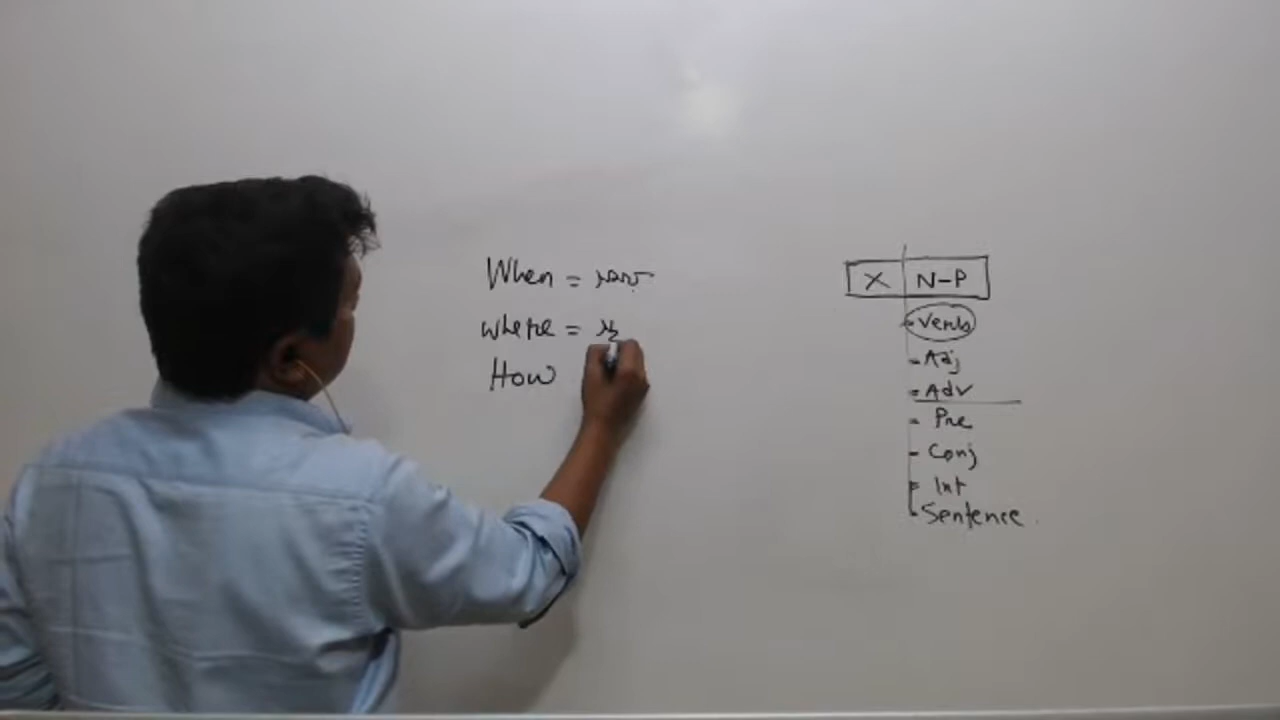 When =
where =
How
X N-P
- Verb
- Adj
- Adv
- Pre
- Conj
- Int
- Sentence.